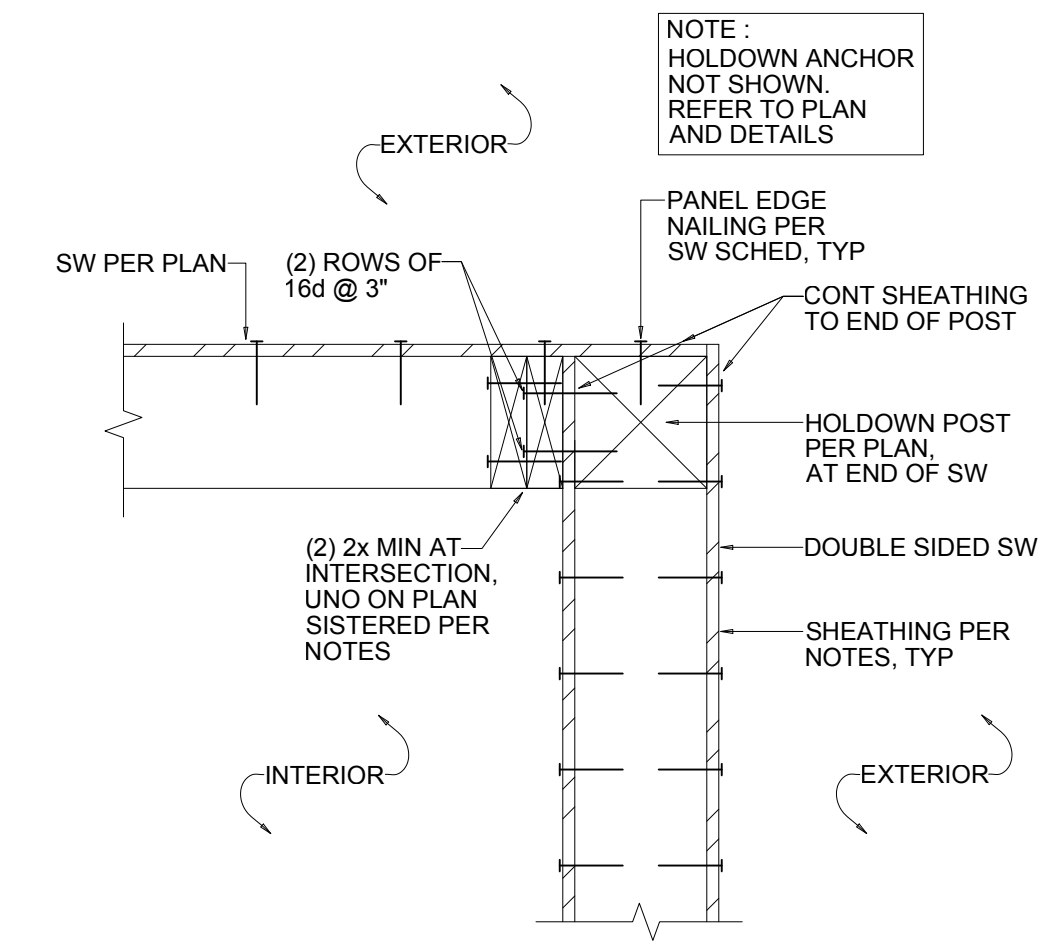 NOTE :
HOLDOWN ANCHOR
NOT SHOWN.
REFER TO PLAN
AND DETAILS
EXTERIOR
PANEL EDGE
NAILING PER
SW SCHED, TYP
SW PER PLAN
(2) ROWS OF
16d @ 3"
CONT SHEATHING
TO END OF POST
HOLDOWN POST
PER PLAN,
AT END OF SW
(2) 2x MIN AT
INTERSECTION,
UNO ON PLAN
SISTERED PER
NOTES
DOUBLE SIDED SW
SHEATHING PER
NOTES, TYP
INTERIOR
EXTERIOR